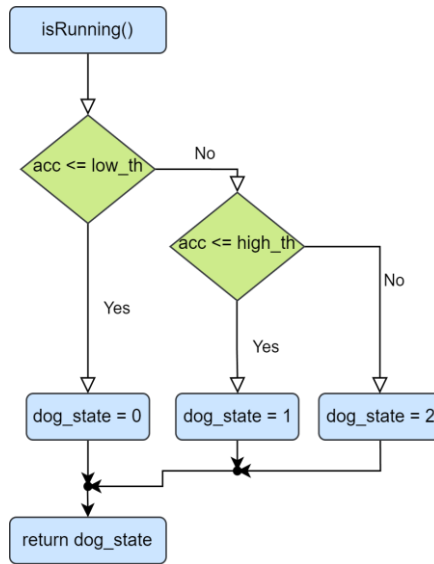 isRunning()
acc <= low_th
No
acc <= high_th
No
Yes
Yes
dog_state = 0
dog_state = 1
dog_state = 2
return dog_state